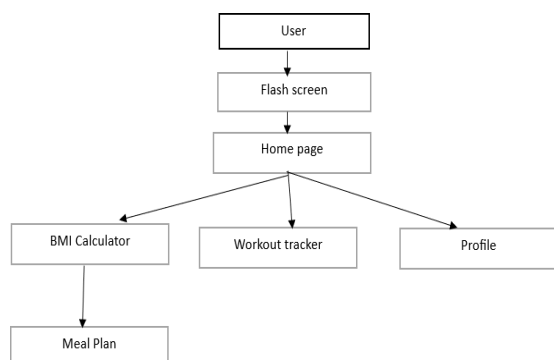 User
Flash screen
Home page
BMI Calculator
Workout tracker
Profile
Meal Plan